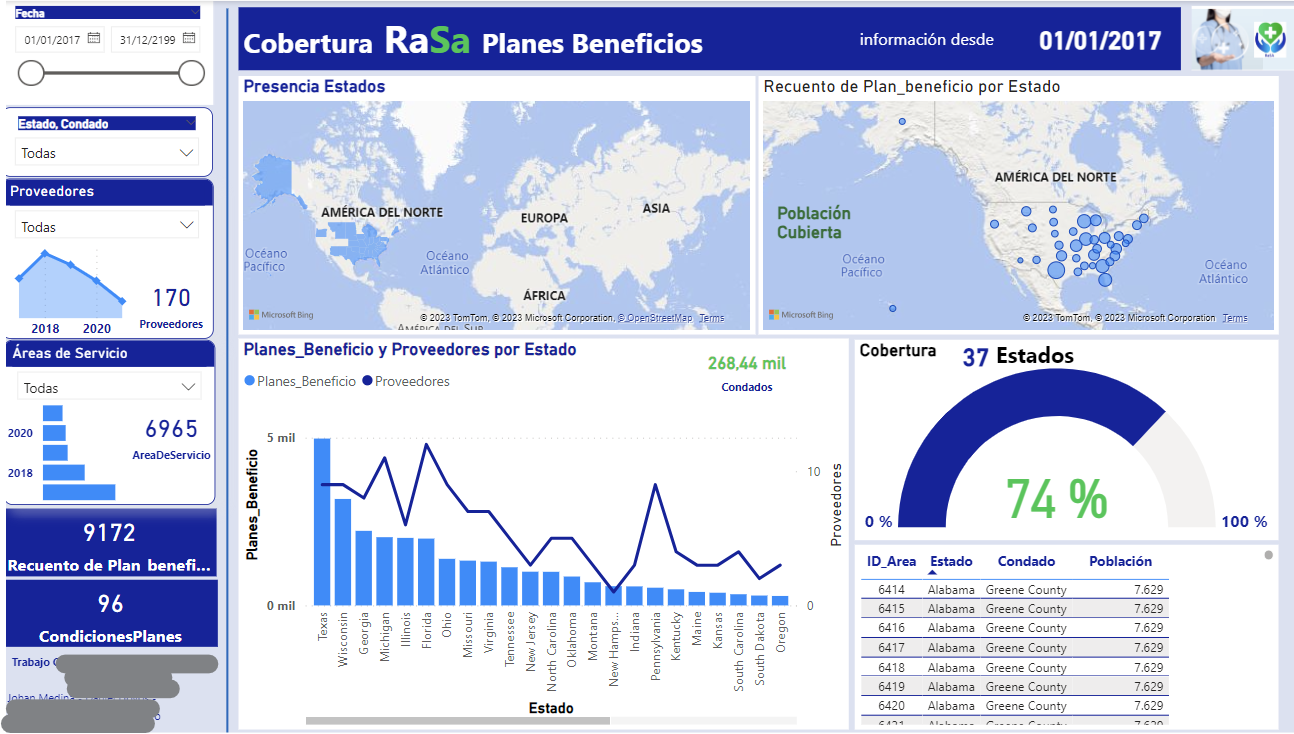 Fecha
01/01/2017
31/12/2199
Estado, Condado
Todas
Proveedores
Todas
2018 2020
170
Proveedores
Áreas de Servicio
Todas
2020
2018
6965
AreaDeServicio
9172
Recuento de Plan benefi...
96
CondicionesPlanes
Trabajo
Johan Medina
Cobertura RaSa Planes Beneficios
información desde
01/01/2017
Presencia Estados
AMÉRICA DEL NORTE
EUROPA
ASIA
Océano
Pacífico
Océano
Atlántico
ÁFRICA
AMÉRICA DEL SUR
Microsoft Bing
© 2023 TomTom, © 2023 Microsoft Corporation, © OpenStreetMap Terms
Recuento de Plan_beneficio por Estado
AMÉRICA DEL NORTE
Población
Cubierta
Océano
Pacífico
Océano
Atlántico
Microsoft Bing
© 2023 TomTom, © 2023 Microsoft Corporation Terms
Planes_Beneficio y Proveedores por Estado
Planes_Beneficio Proveedores
268,44 mil
Condados
Planes_Beneficio
5 mil
0 mil
Proveedores
10
0
Texas
Wisconsin
Georgia
Michigan
Illinois
Florida
Ohio
Missouri
Virginia
Tennessee
New Jersey
North Carolina
Oklahoma
Montana
New Hamps...
Indiana
Pennsylvania
Kentucky
Maine
Kansas
South Carolina
South Dakota
Oregon
Estado
Cobertura
37 Estados
74 %
0 %
100 %
ID_Area Estado Condado Población
6414 Alabama Greene County 7.629
6415 Alabama Greene County 7.629
6416 Alabama Greene County 7.629
6417 Alabama Greene County 7.629
6418 Alabama Greene County 7.629
6419 Alabama Greene County 7.629
6420 Alabama Greene County 7.629
6421 Alabama Greene County 7.629